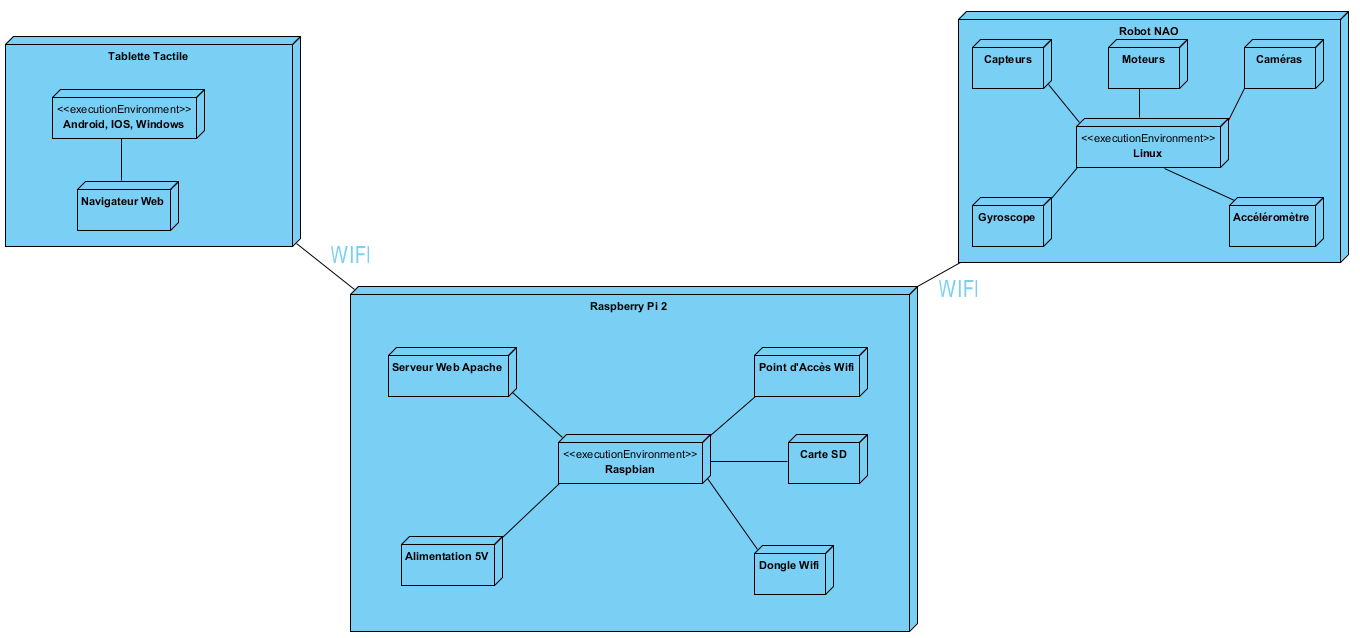 Tablette Tactile
<<executionEnvironment>>
Android, IOS, Windows
Navigateur Web
WIFI
Robot NAO
Capteurs
Moteurs
Caméras
<<executionEnvironment>>
Linux
Gyroscope
Accéléromètre
WIFI
Raspberry Pi 2
Serveur Web Apache
Point d'Accès Wifi
<<executionEnvironment>>
Raspbian
Carte SD
Alimentation 5V
Dongle Wifi